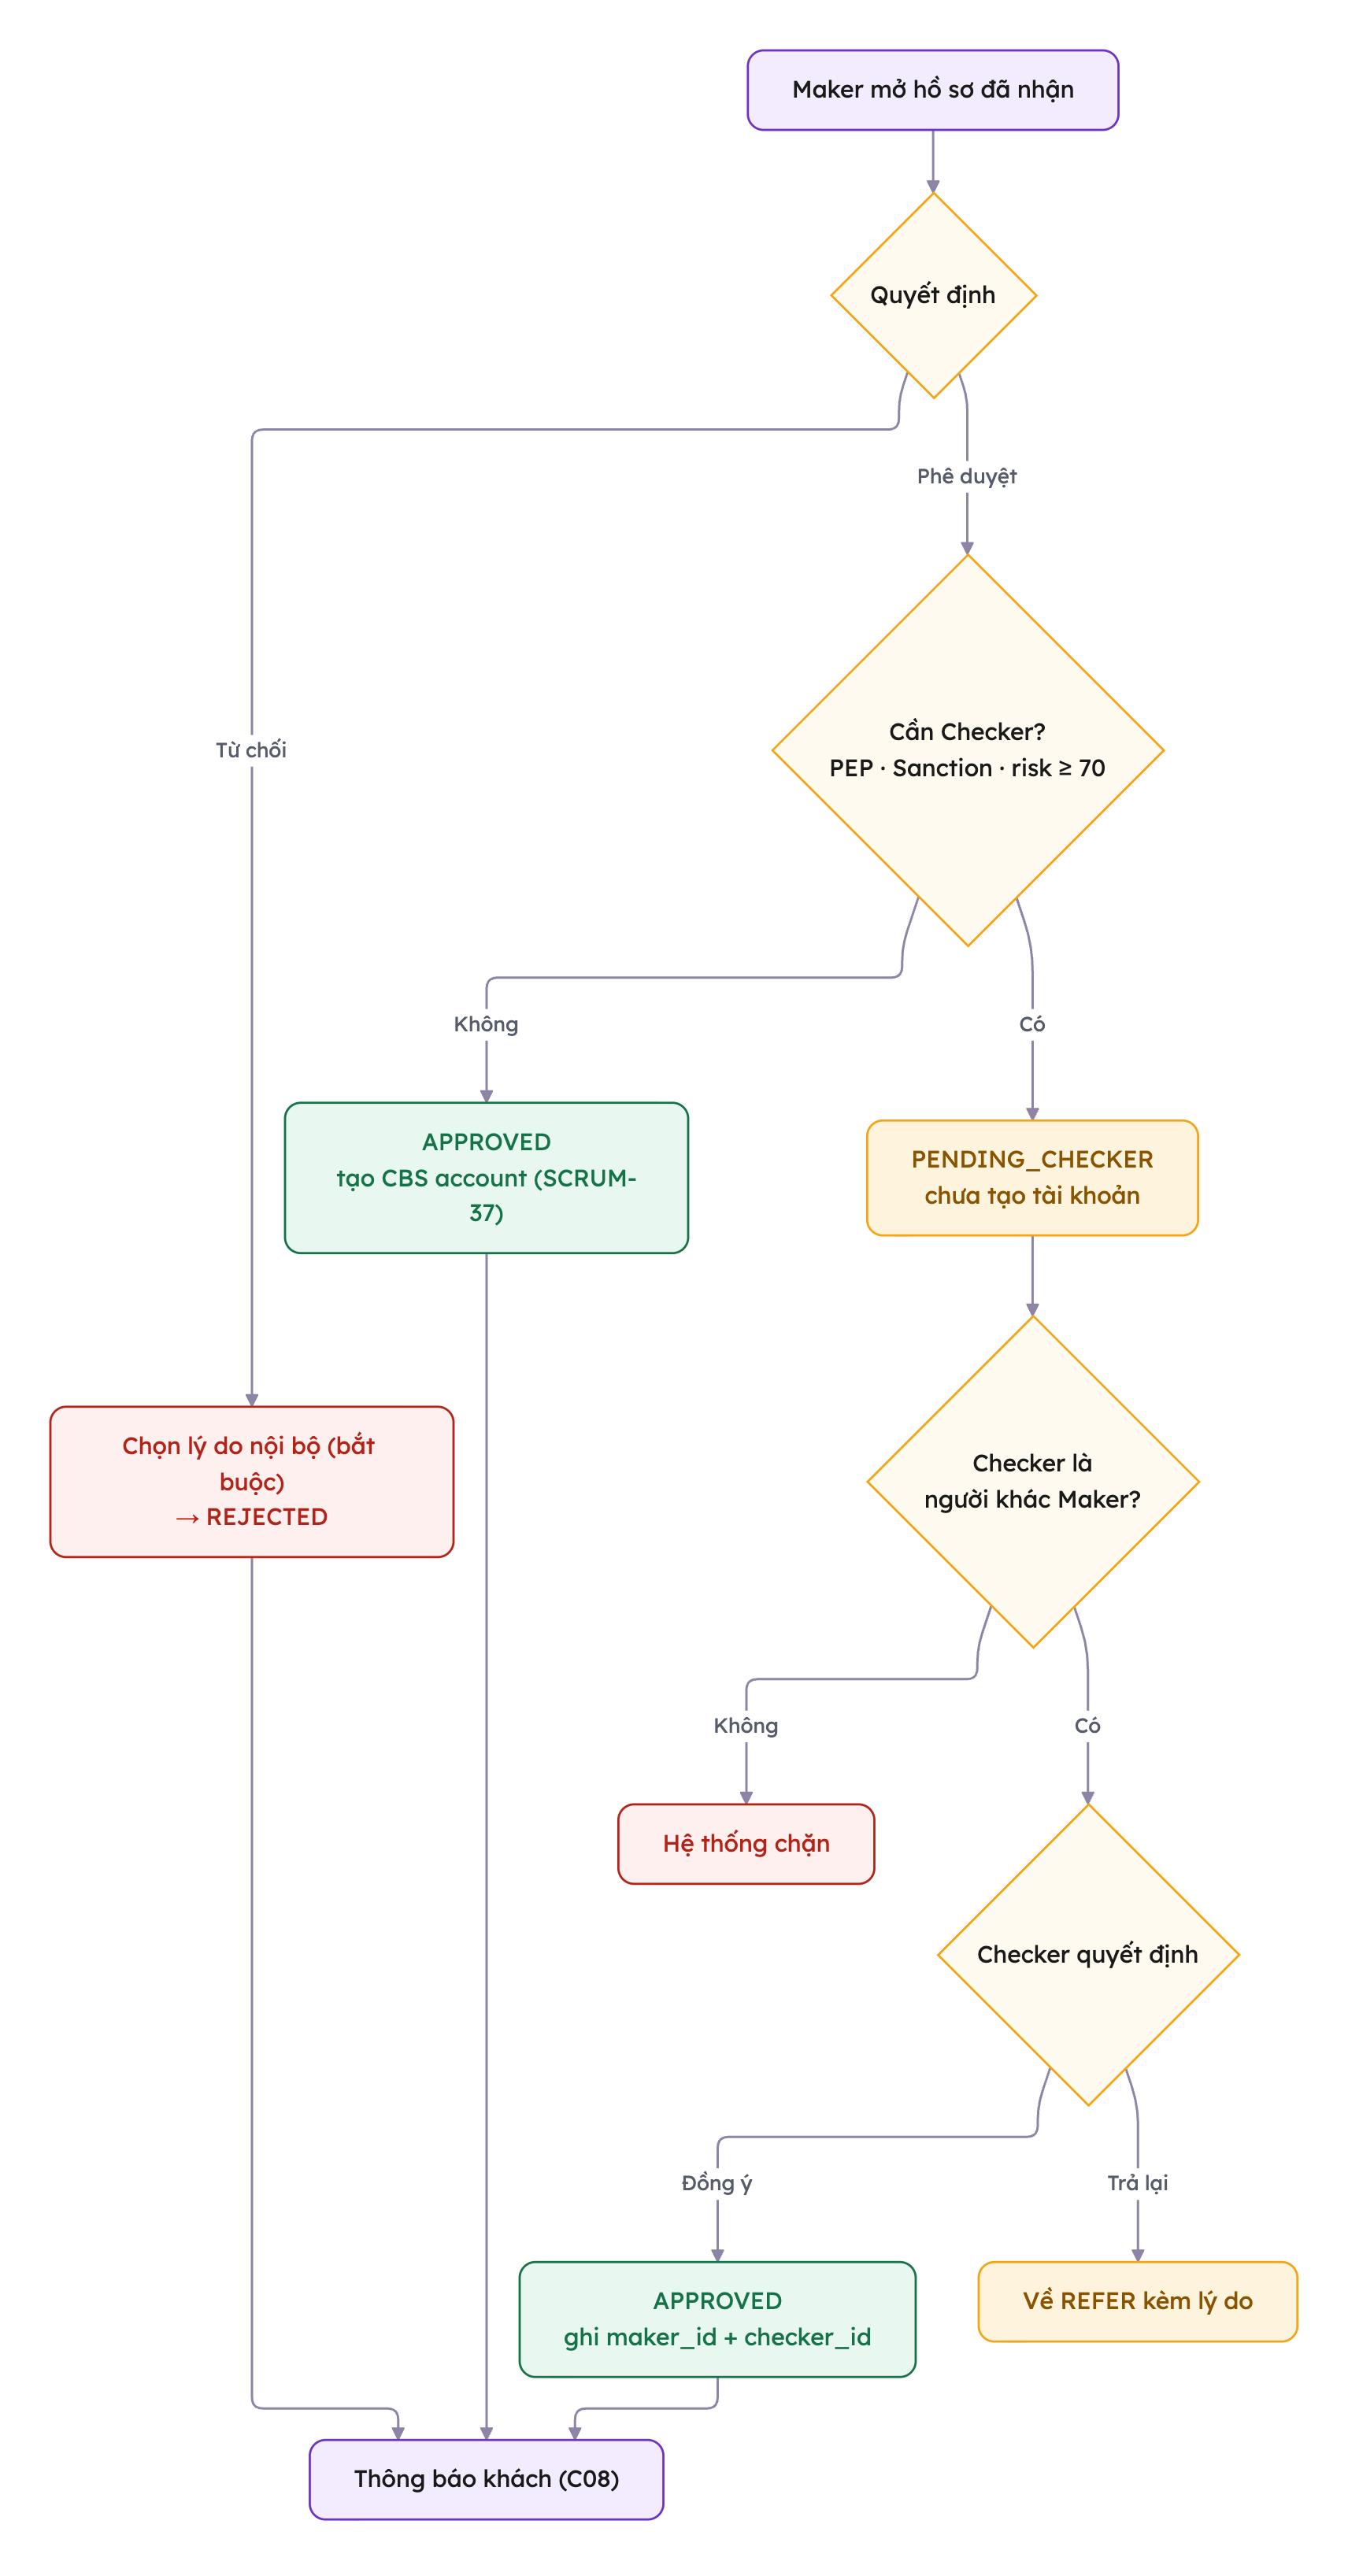 Maker mở hồ sơ đã nhận
Quyết định
Phê duyệt
Từ chối
Cần Checker?
PEP · Sanction · risk ≥ 70
Không
Có
APPROVED
tạo CBS account (SCRUM-
37)
PENDING_CHECKER
chưa tạo tài khoản
Chọn lý do nội bộ (bắt
buộc)
→ REJECTED
Checker là
người khác Maker?
Không
Có
Hệ thống chặn
Checker quyết định
Đồng ý
Trả lại
APPROVED
ghi maker_id + checker_id
Về REFER kèm lý do
Thông báo khách (C08)